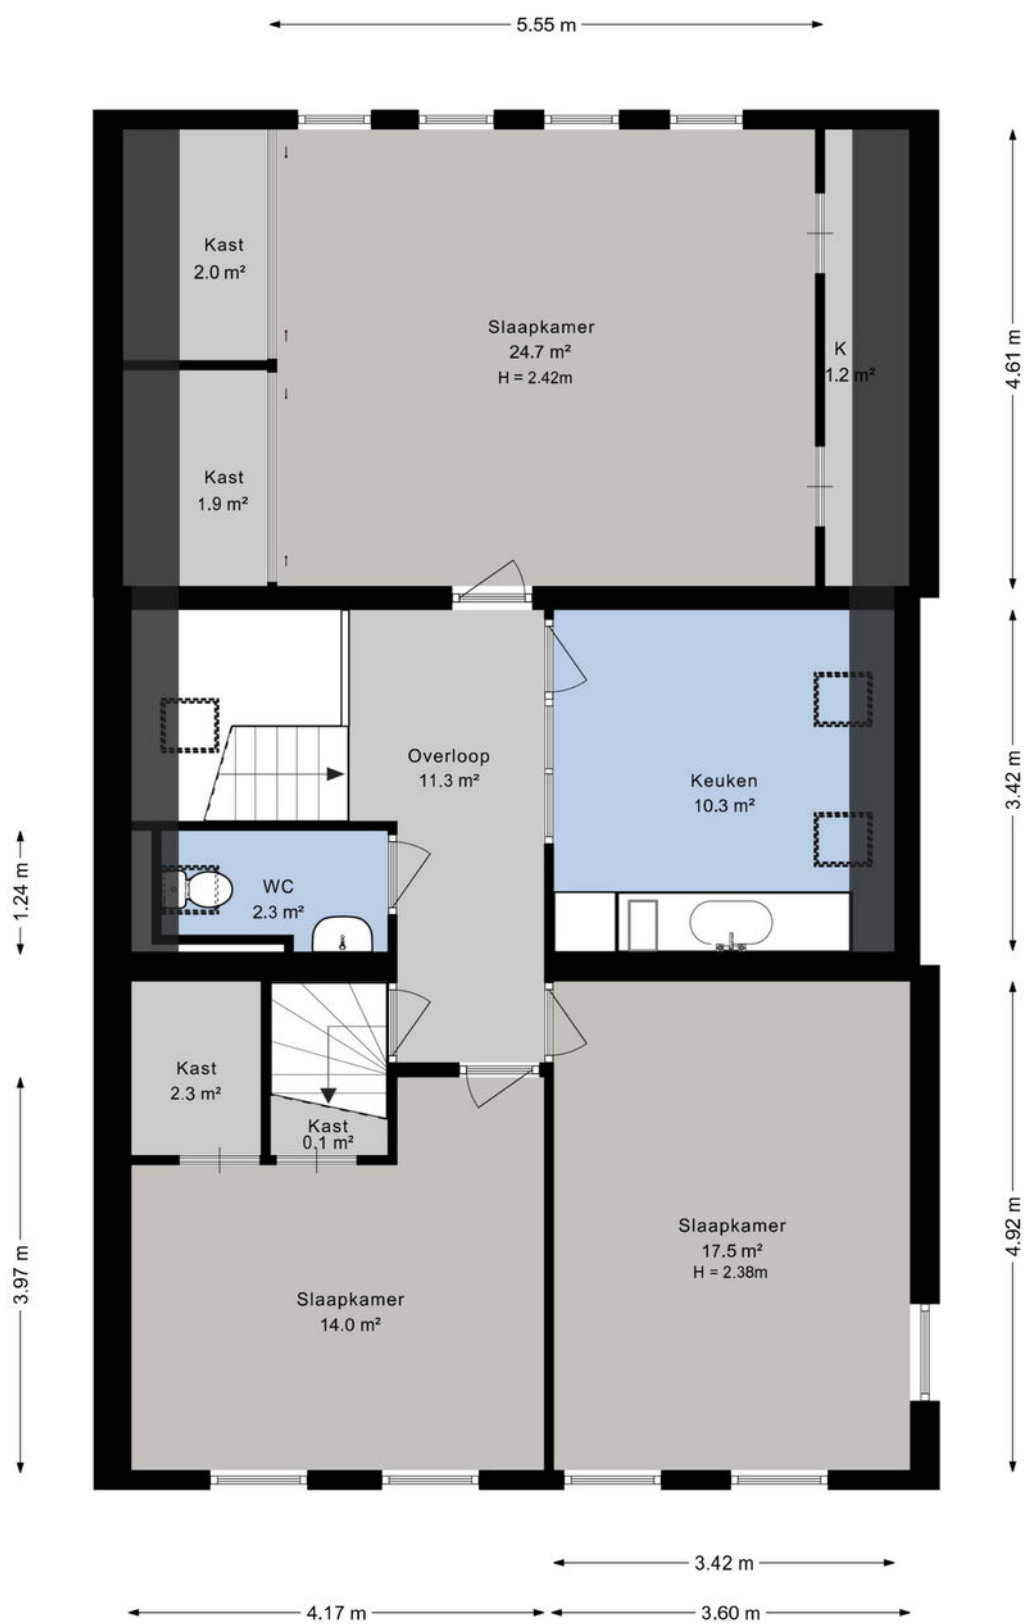 5.55 m
Kast
2.0 m²
Slaapkamer
24.7 m²
H = 2.42m
K
1.2 m²
4.61 m
Kast
1.9 m²
Overloop
11.3 m²
Keuken
10.3 m²
3.42 m
1.24 m
WC
2.3 m²
Kast
2.3 m²
Kast
0.1 m²
Slaapkamer
17.5 m²
H = 2.38m
4.92 m
3.97 m
Slaapkamer
14.0 m²
3.42 m
4.17 m
3.60 m